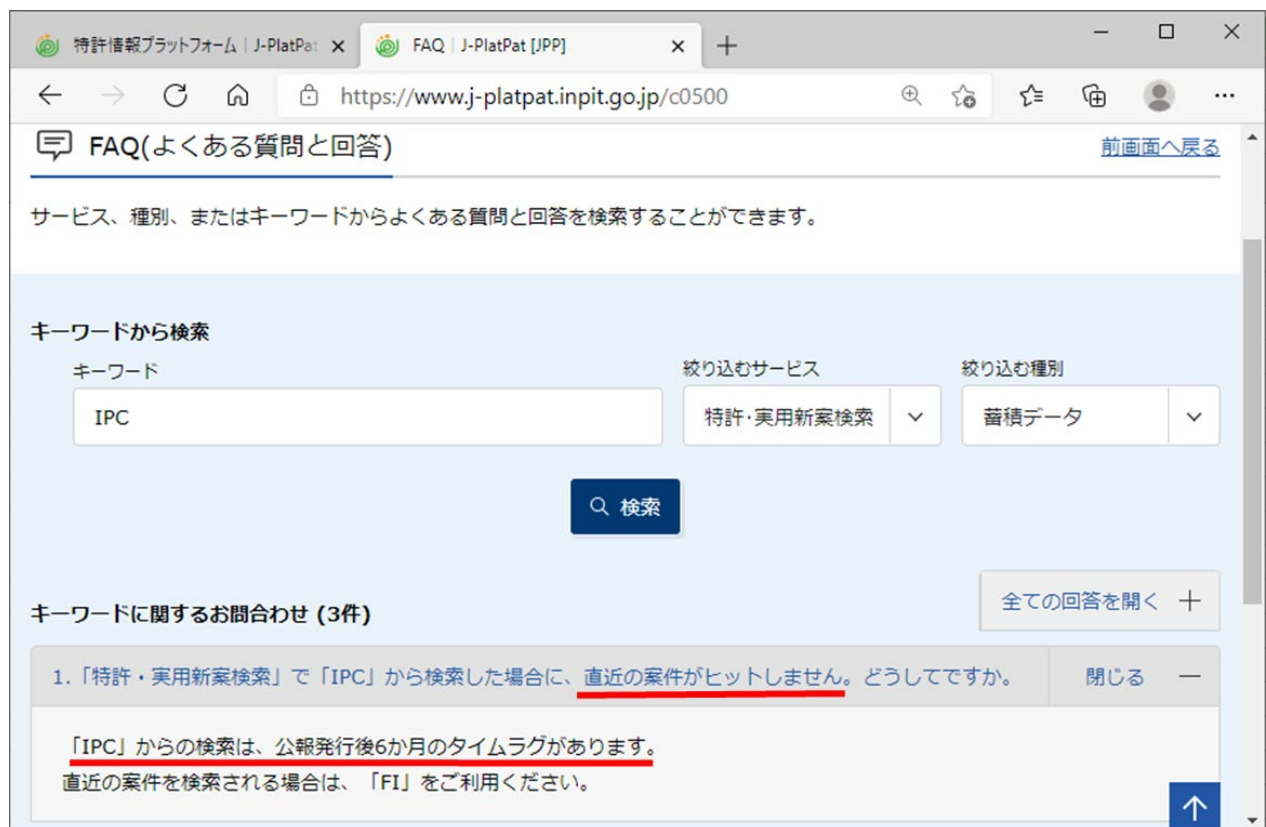 特許情報プラットフォーム｜J-PlatPat
FAQ｜J-PlatPat [JPP]
https://www.j-platpat.inpit.go.jp/c0500
FAQ(よくある質問と回答)
前画面へ戻る
サービス、種別、またはキーワードからよくある質問と回答を検索することができます。
キーワードから検索
キーワード
絞り込むサービス
絞り込む種別
IPC
特許･実用新案検索
蓄積データ
検索
全ての回答を開く
キーワードに関するお問合わせ (3件)
1.「特許・実用新案検索」で「IPC」から検索した場合に、直近の案件がヒットしません。どうしてですか。
閉じる
「IPC」からの検索は、公報発行後6か月のタイムラグがあります。
直近の案件を検索される場合は、「FI」をご利用ください。